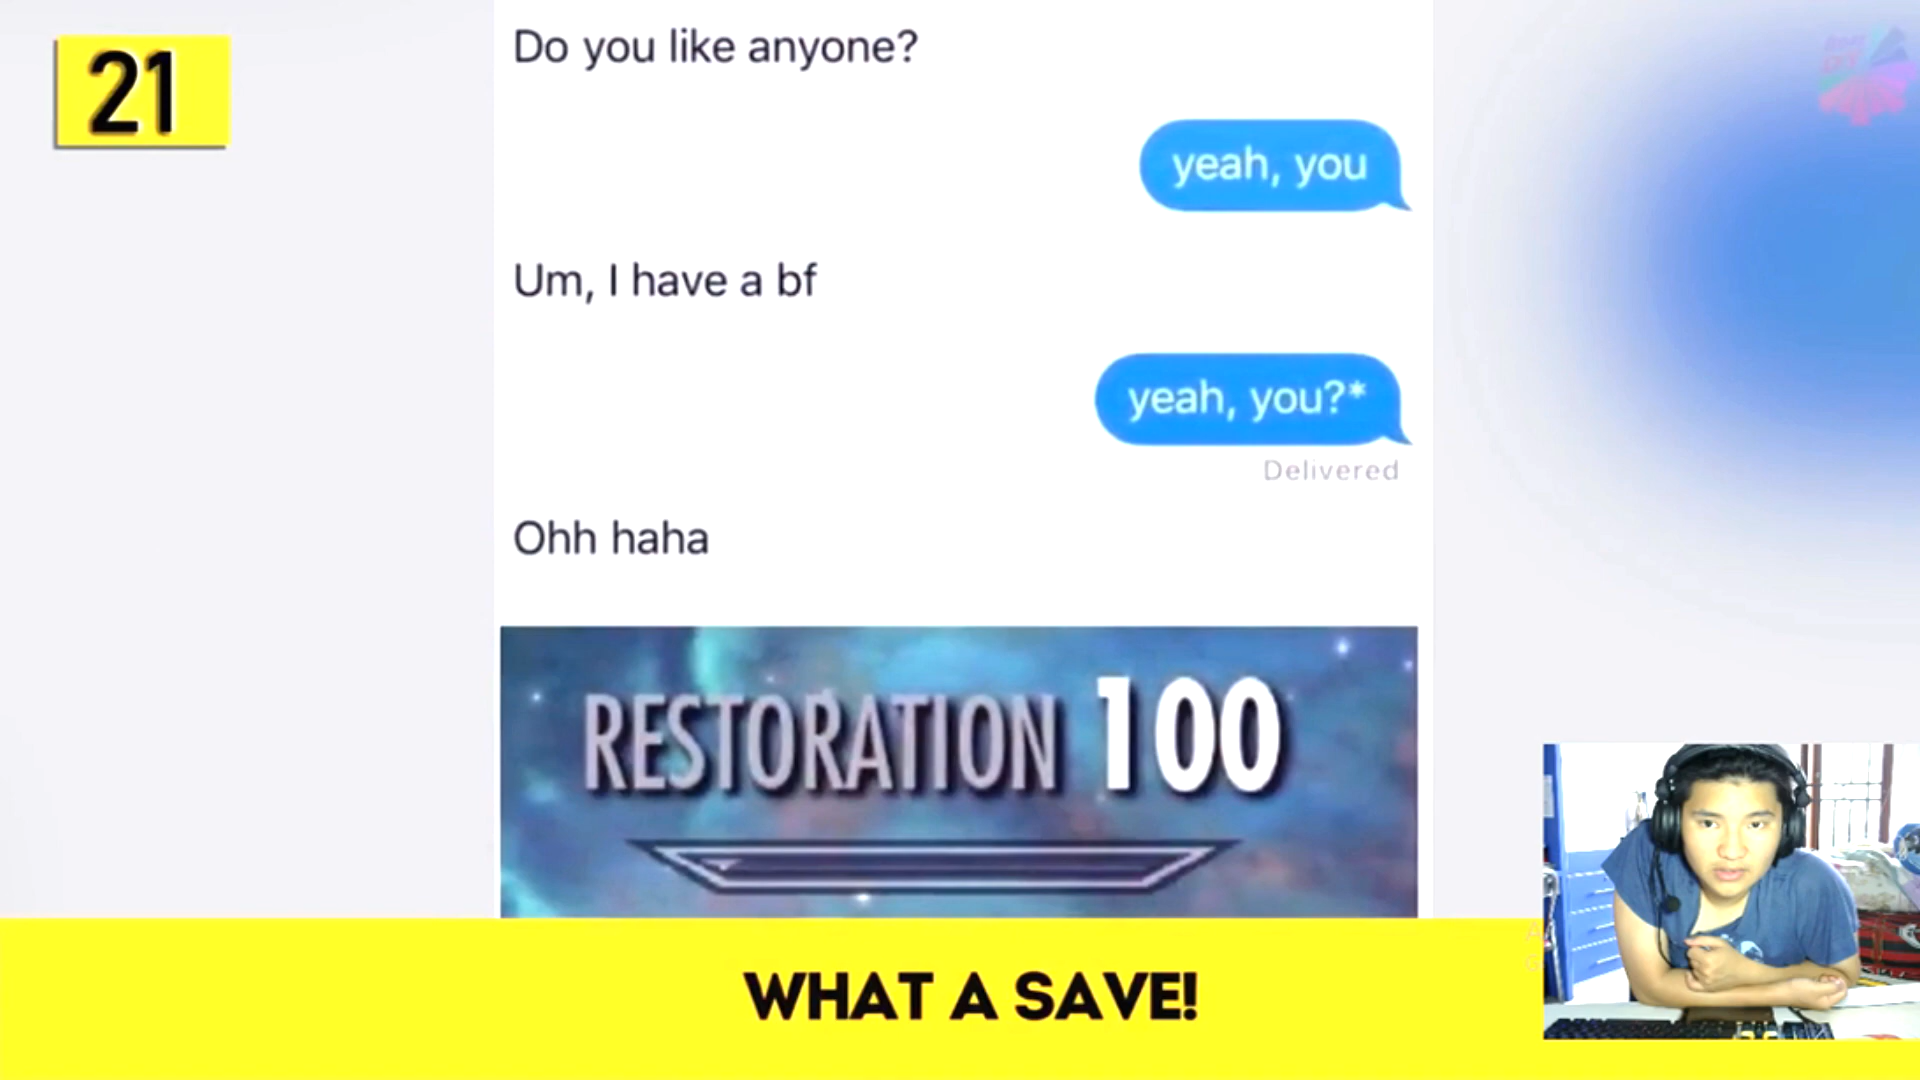 21
Do you like anyone?
yeah, you
Um, I have a bf
yeah, you?*
Delivered
Ohh haha
RESTORATION 100
WHAT A SAVE!